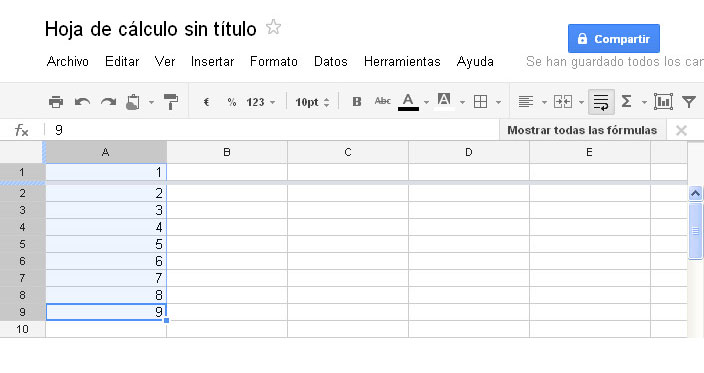 Hoja de cálculo sin título
Compartir
Archivo Editar Ver Insertar Formato Datos Herramientas Ayuda Se han guardado todos los
€ % 123 10pt B Abc A A Σ
fx 9 Mostrar todas las fórmulas
A B C D E
1 1
2 2
3 3
4 4
5 5
6 6
7 7
8 8
9 9
10